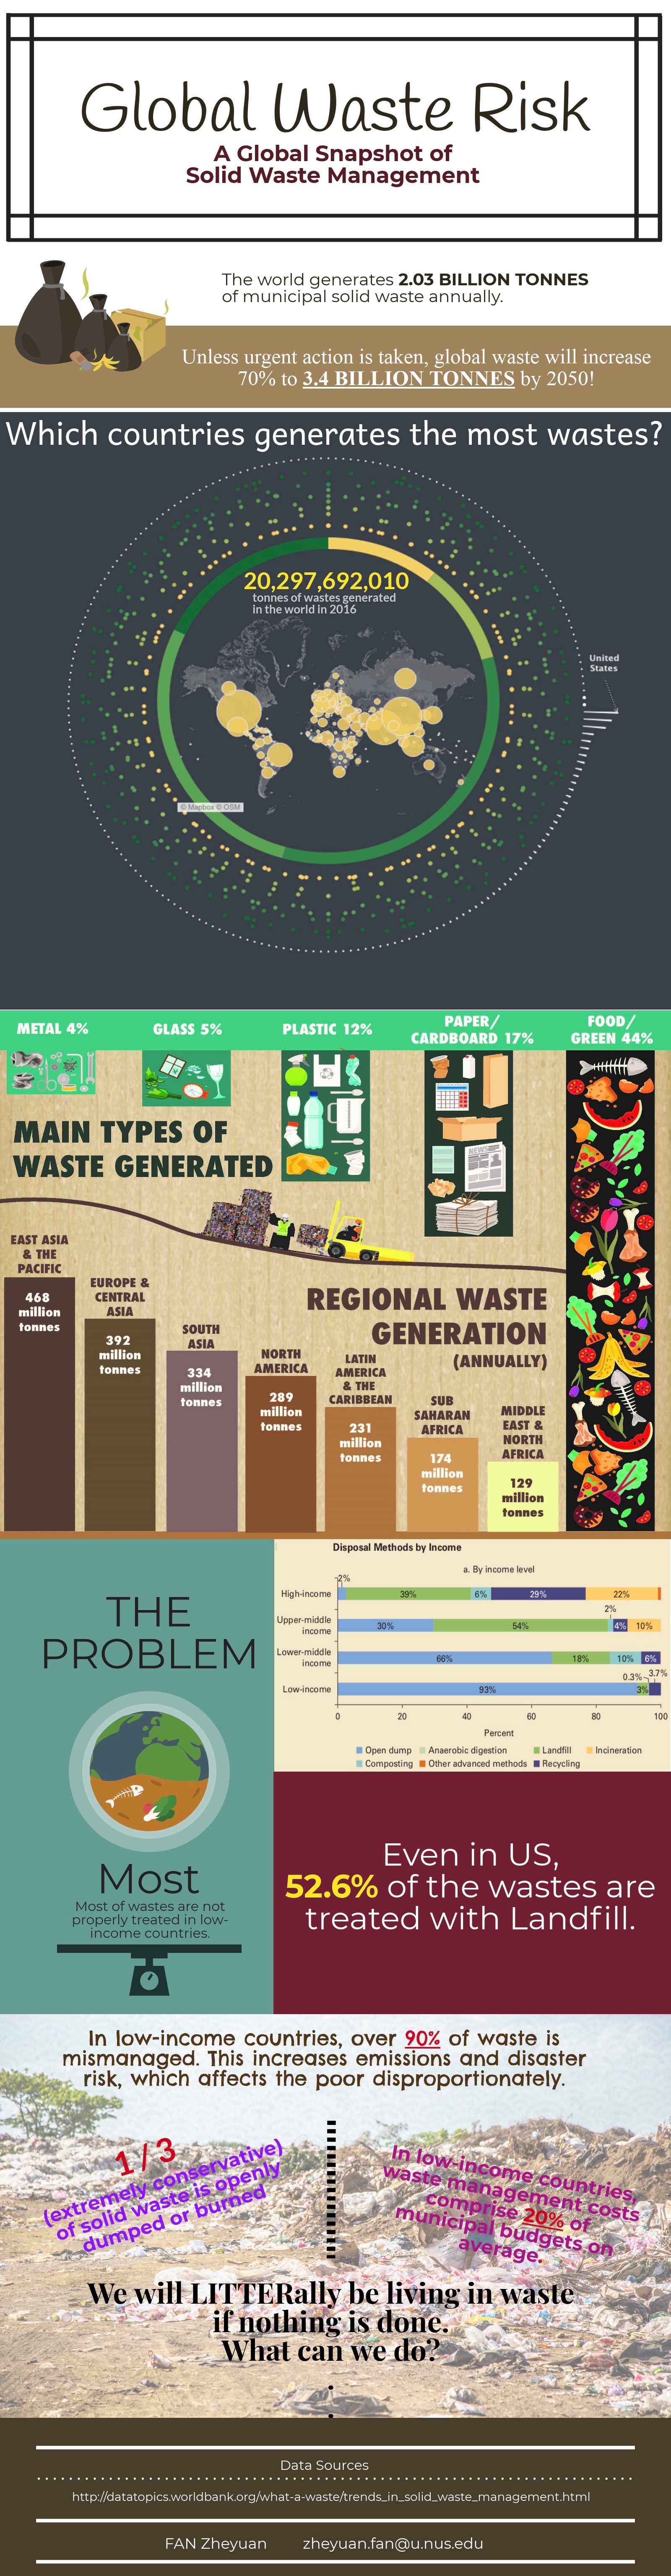 Global Waste Risk
A Global Snapshot of
Solid Waste Management
The world generates 2.03 BILLION TONNES
of municipal solid waste annually.
Unless urgent action is taken, global waste will increase
70% to 3.4 BILLION TONNES by 2050!
Which countries generates the most wastes?
20,297,692,010
tonnes of wastes generated
in the world in 2016
United
States
© Mapbox © OSM
METAL 4%
GLASS 5%
PLASTIC 12%
PAPER/
CARDBOARD 17%
FOOD/
GREEN 44%
NEWS
MAIN TYPES OF
WASTE GENERATED
REGIONAL WASTE
GENERATION
(ANNUALLY)
EAST ASIA
& THE
PACIFIC
468
million
tonnes
EUROPE &
CENTRAL
ASIA
392
million
tonnes
SOUTH
ASIA
334
million
tonnes
NORTH
AMERICA
289
million
tonnes
LATIN
AMERICA
& THE
CARIBBEAN
231
million
tonnes
SUB
SAHARAN
AFRICA
174
million
tonnes
MIDDLE
EAST &
NORTH
AFRICA
129
million
tonnes
THE
PROBLEM
Most
Most of wastes are not
properly treated in low-
income countries.
Disposal Methods by Income
a. By income level
2%
High-income 39% 6% 29% 22%
2%
Upper-middle
income
30% 54% 4% 10%
Lower-middle
income
66% 18% 10% 6%
0.3% 3.7%
Low-income 93% 3%
0 20 40 60 80 100
Percent
Open dump Anaerobic digestion Landfill Incineration
Composting Other advanced methods Recycling
Even in US,
52.6% of the wastes are
treated with Landfill.
In low-income countries, over 90% of waste is
mismanaged. This increases emissions and disaster
risk, which affects the poor disproportionately.
1/3
(extremely conservative)
of solid waste is openly
dumped or burned
In low-income countries,
waste management costs
comprise 20% of
municipal budgets on
average.
We will LITTERally be living in waste
if nothing is done.
What can we do?
.
.
Data Sources
http://datatopics.worldbank.org/what-a-waste/trends_in_solid_waste_management.html
FAN Zheyuan zheyuan.fan@u.nus.edu